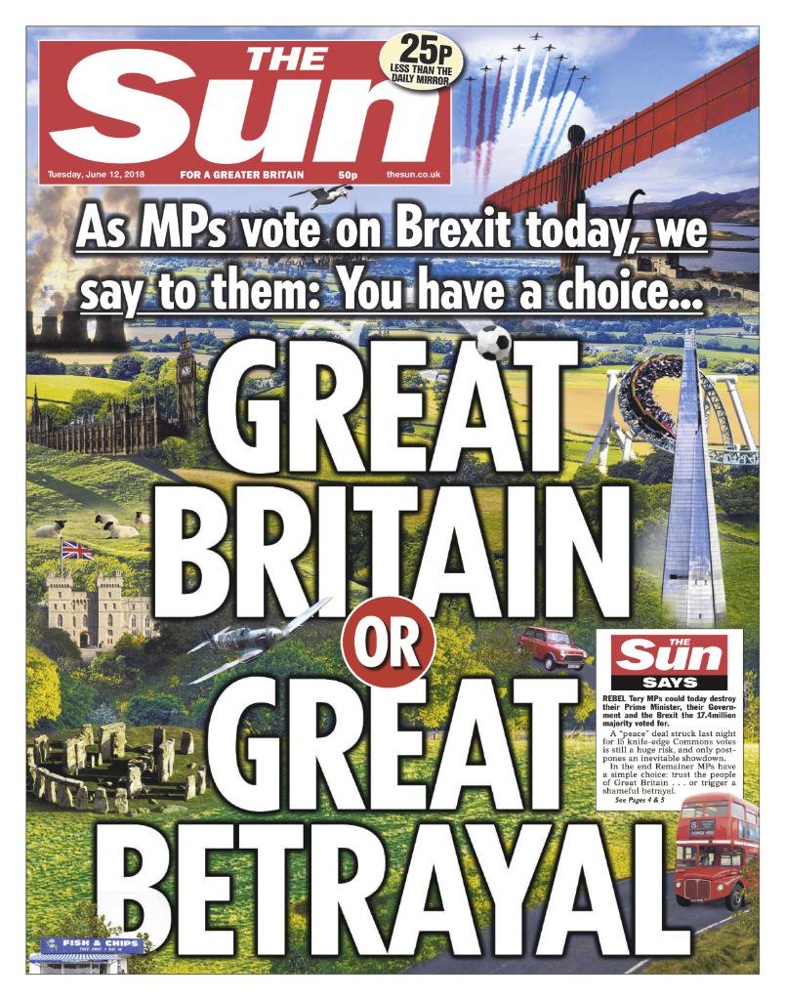 THE
Sun
25P
LESS THAN THE
DAILY MIRROR
Tuesday, June 12, 2018 FOR A GREATER BRITAIN 50p thesun.co.uk
As MPs vote on Brexit today, we
say to them: You have a choice...
GREAT
BRITAIN
OR
GREAT
BETRAYAL
THE
Sun
SAYS
REBEL Tory MPs could today destroy
their Prime Minister, their Govern-
ment and the Brexit the 17.4million
majority voted for.
A “peace” deal struck last night
for 15 knife-edge Commons votes
is still a huge risk, and only post-
pones an inevitable showdown.
In the end Remainer MPs have
a simple choice: trust the people
of Great Britain . . . or trigger a
shameful betrayal.
See Pages 4 & 5
15
FISH & CHIPS